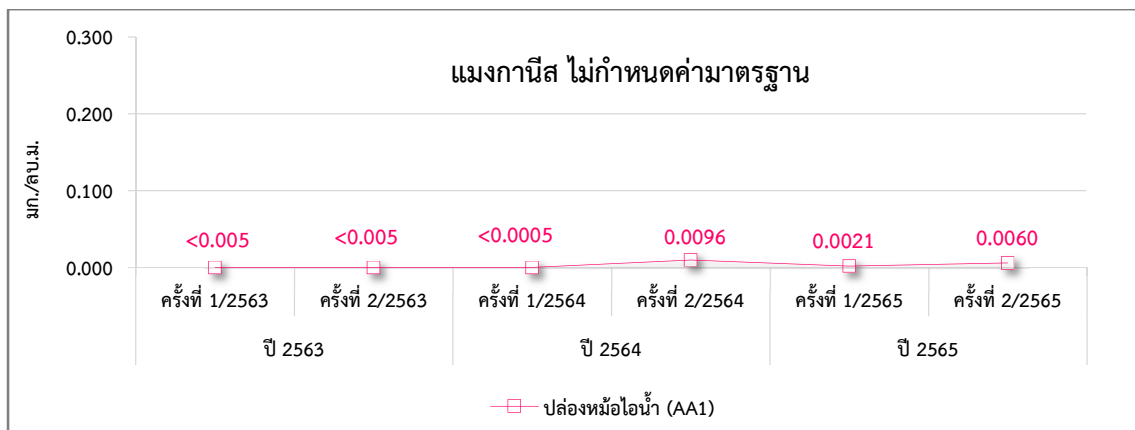 แมงกานีส ไม่กำหนดค่ามาตรฐาน
มก./ลบ.ม.
0.300
0.200
0.100
0.000
<0.005 <0.005 <0.0005 0.0096 0.0021 0.0060
ครั้งที่ 1/2563 ครั้งที่ 2/2563 ครั้งที่ 1/2564 ครั้งที่ 2/2564 ครั้งที่ 1/2565 ครั้งที่ 2/2565
ปี 2563 ปี 2564 ปี 2565
ปล่องหม้อไอน้ำ (AA1)